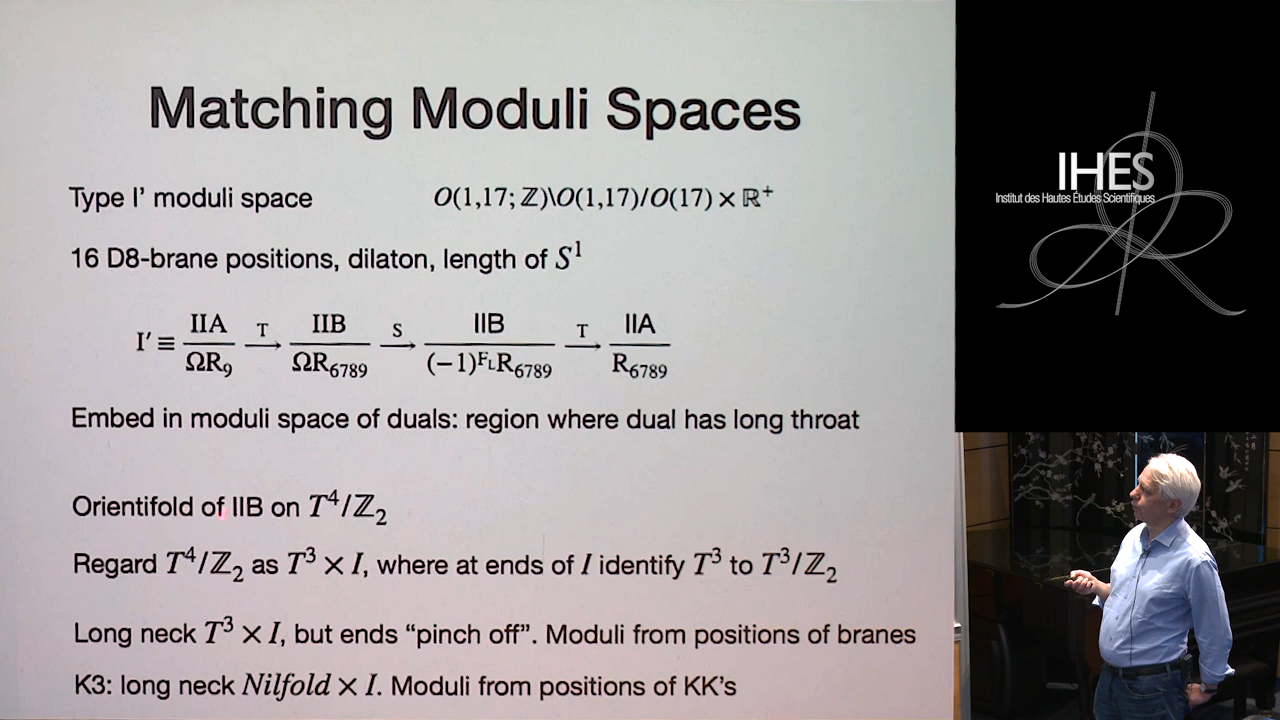 Matching Moduli Spaces
Type I' moduli space O(1,17; ℤ)\O(1,17)/O(17) × ℝ⁺
16 D8-brane positions, dilaton, length of S¹
I' ≡ IIA/ΩR₉ —T→ IIB/ΩR₆₇₈₉ —S→ IIB/(−1)^{F_L}R₆₇₈₉ —T→ IIA/R₆₇₈₉
Embed in moduli space of duals: region where dual has long throat
Orientifold of IIB on T⁴/ℤ₂
Regard T⁴/ℤ₂ as T³ × I, where at ends of I identify T³ to T³/ℤ₂
Long neck T³ × I, but ends “pinch off”. Moduli from positions of branes
K3: long neck Nilfold × I. Moduli from positions of KK's
IHES
Institut des Hautes Études Scientifiques